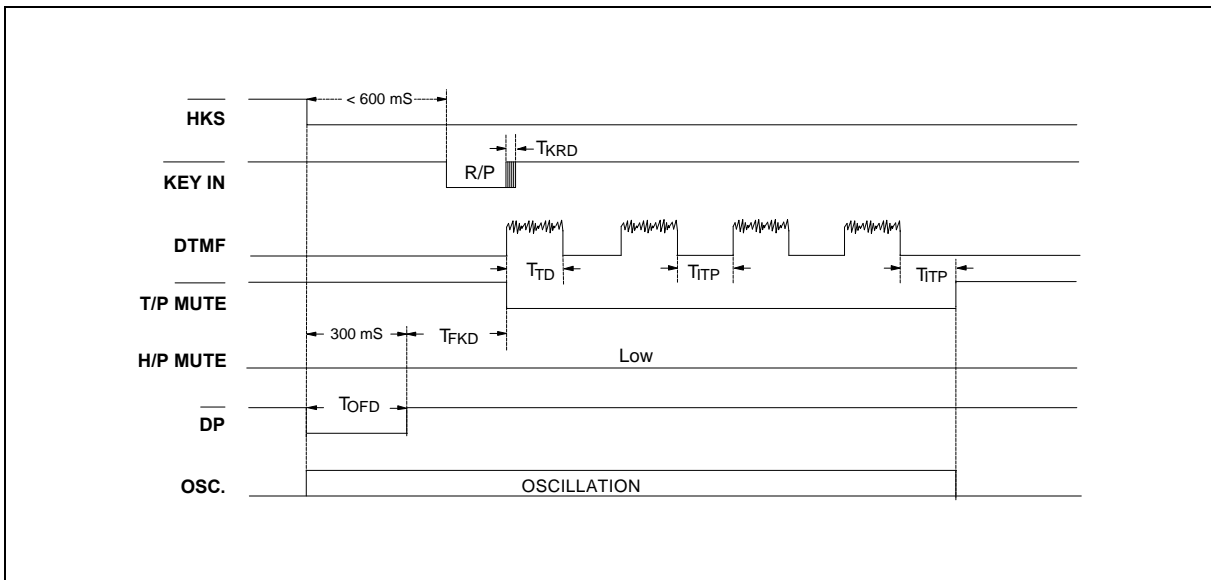 < 600 mS
HKS
TKRD
KEY IN
R/P
DTMF
TTD
TITP
TITP
T/P MUTE
300 mS
TFKD
H/P MUTE
Low
TOFD
DP
OSC.
OSCILLATION